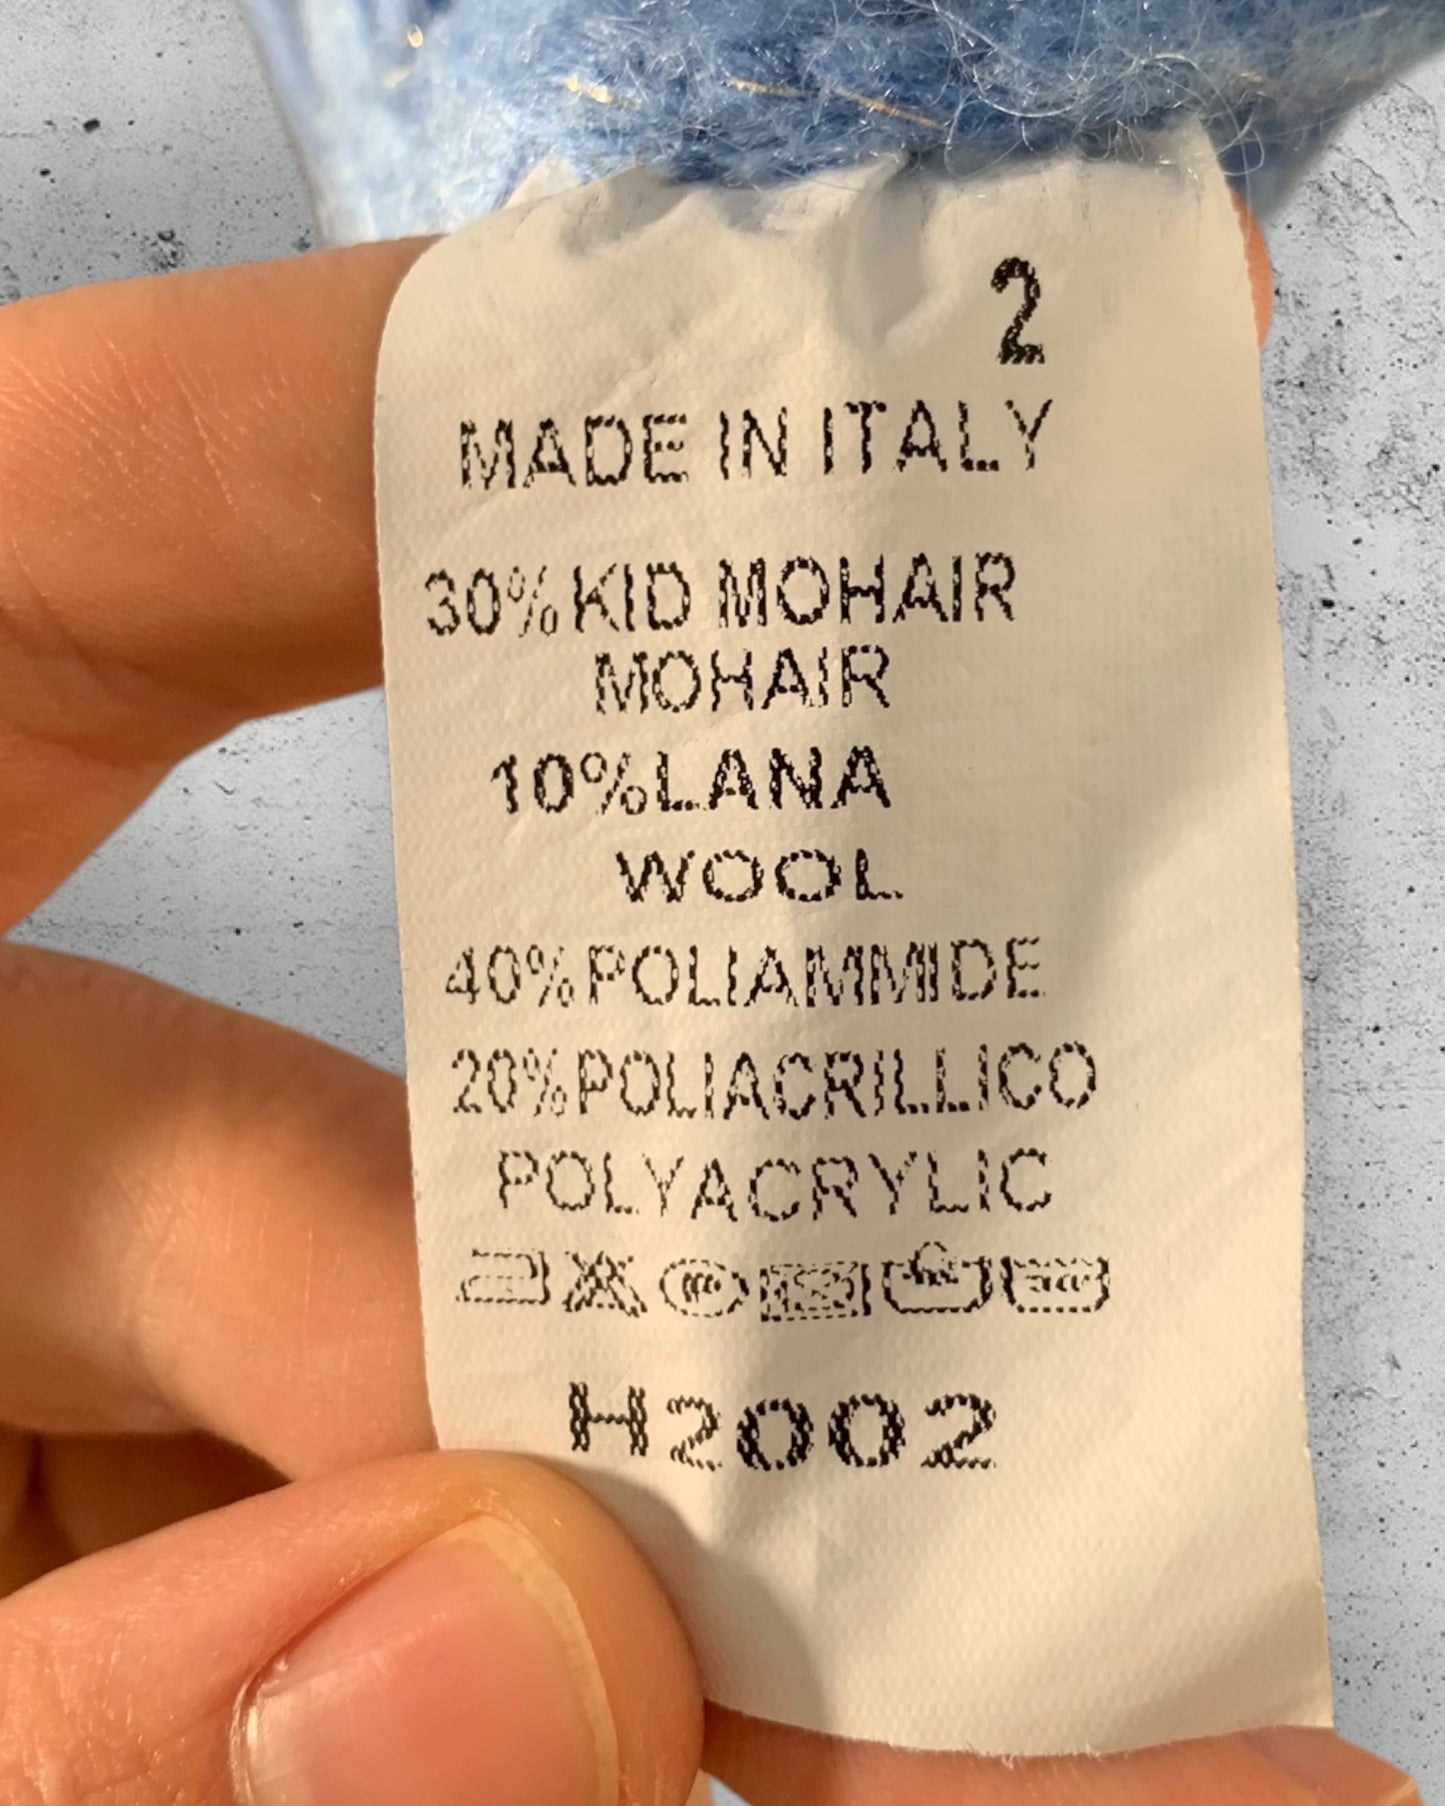 2
MADE IN ITALY
30% KID MOHAIR
MOHAIR
10% LANA
WOOL
40% POLIAMMIDE
20% POLIACRILLICO
POLYACRYLIC
H2002